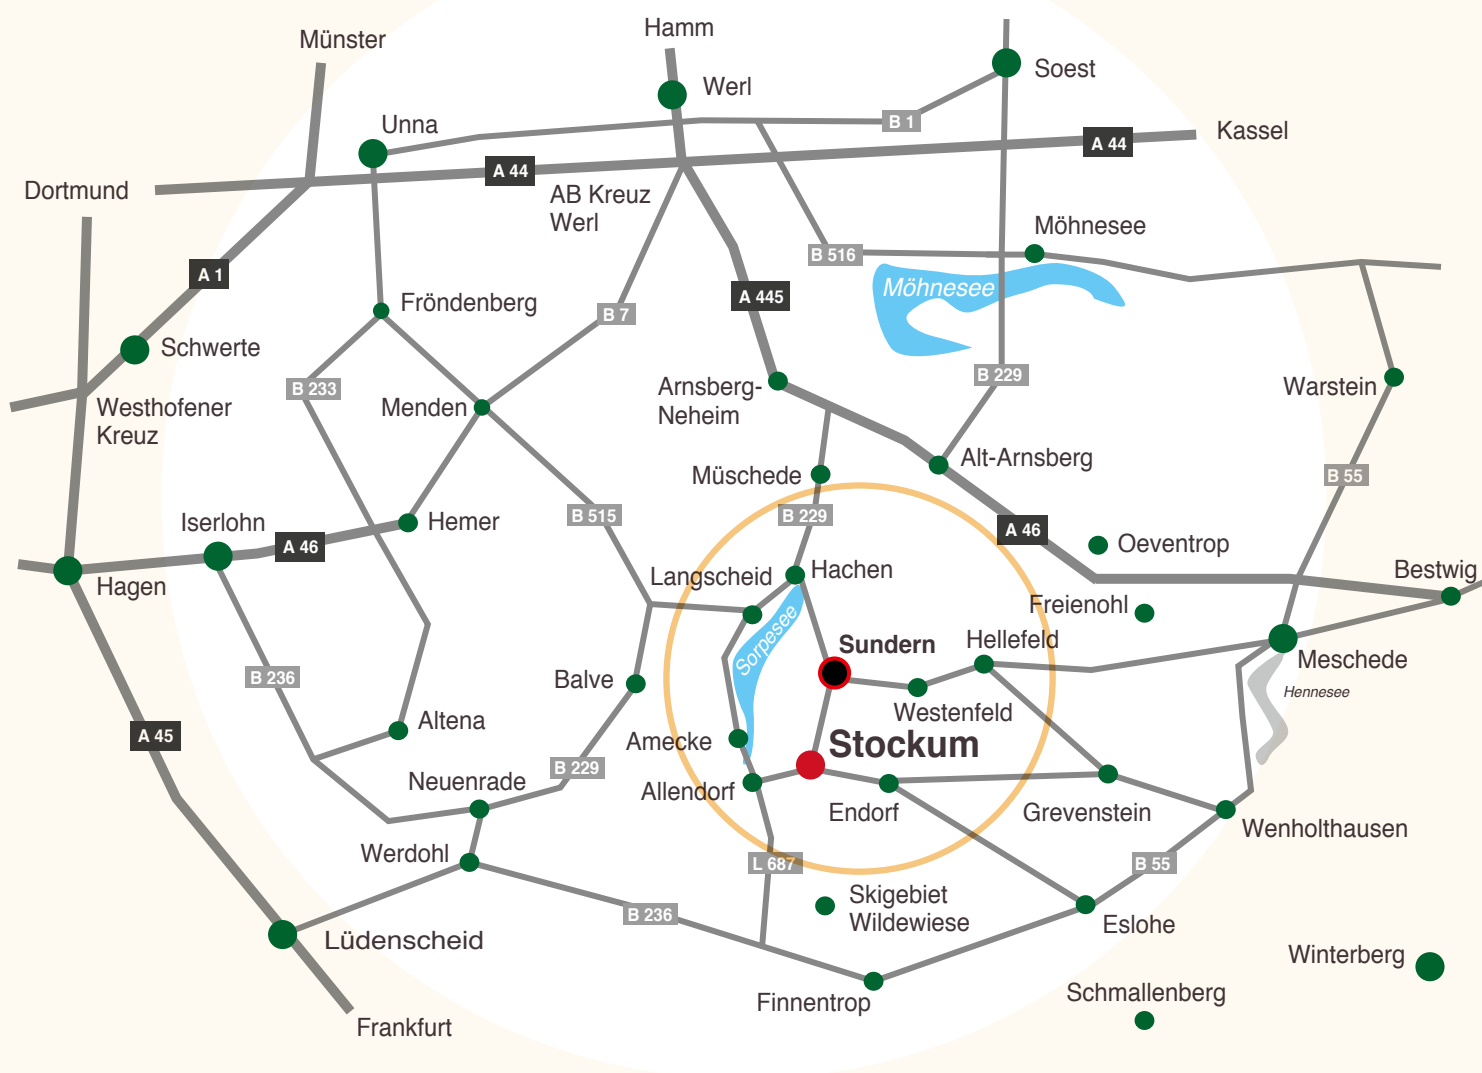 Hamm
Münster
Werl
Soest
Unna
B 1
Kassel
A 44
A 44
Dortmund
AB Kreuz
Werl
Möhnesee
B 516
A 1
Möhnesee
A 445
Fröndenberg
B 7
Schwerte
B 233
B 229
Arnsberg-
Neheim
Warstein
Westhofener
Kreuz
Menden
Alt-Arnsberg
Müschede
B 55
B 515
B 229
Iserlohn
Hemer
A 46
A 46
Oeventrop
Hachen
Langscheid
Bestwig
Hagen
Freienohl
Sorpesee
Sundern
Hellefeld
Meschede
B 236
Balve
Hennesee
Westenfeld
Altena
A 45
Amecke
Stockum
B 229
Neuenrade
Allendorf
Endorf
Grevenstein
Wenholthausen
Werdohl
L 687
B 55
Skigebiet
Wildewiese
B 236
Eslohe
Lüdenscheid
Winterberg
Finnentrop
Schmallenberg
Frankfurt